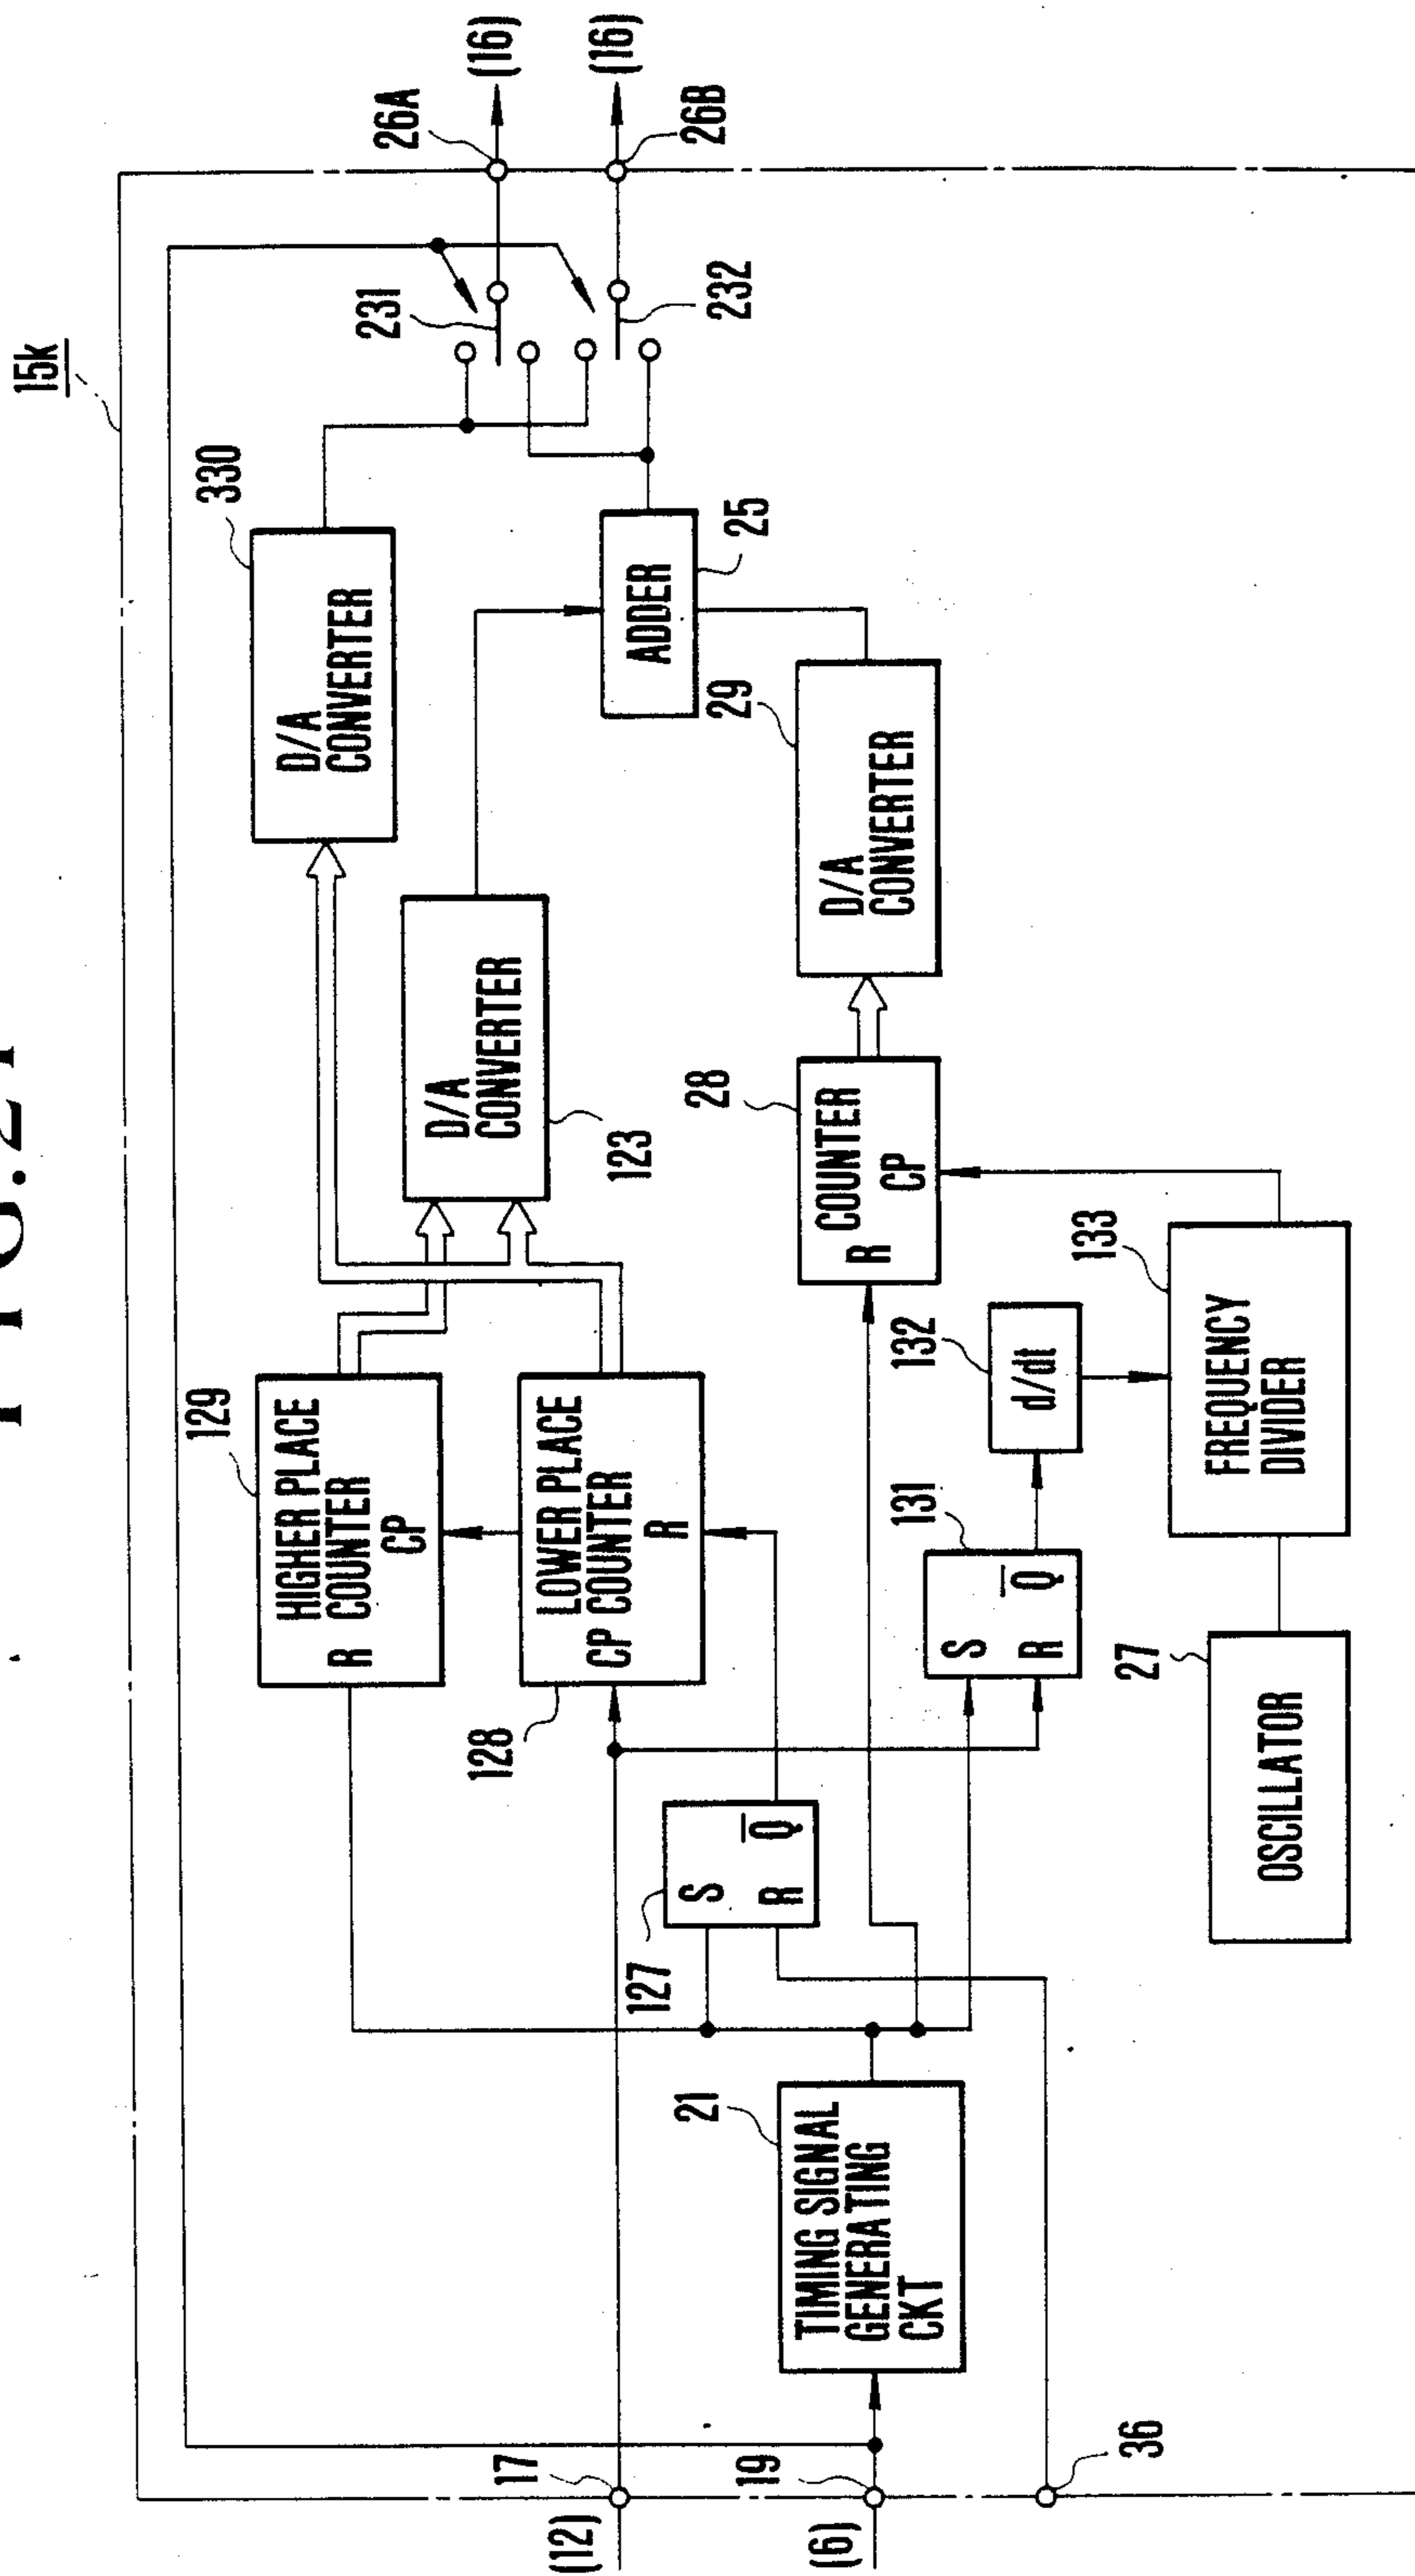 15k
129
HIGHER PLACE
COUNTER
R
CP
330
D/A
CONVERTER
231
26A
(16)
LOWER PLACE
CP COUNTER
R
128
D/A
CONVERTER
123
232
26B
(16)
(12)
17
127
S
R
Q
ADDER
25
28
COUNTER
R
CP
29
D/A
CONVERTER
(6)
19
21
TIMING SIGNAL
GENERATING
CKT
131
S
R
Q
132
d/dt
36
27
OSCILLATOR
133
FREQUENCY
DIVIDER